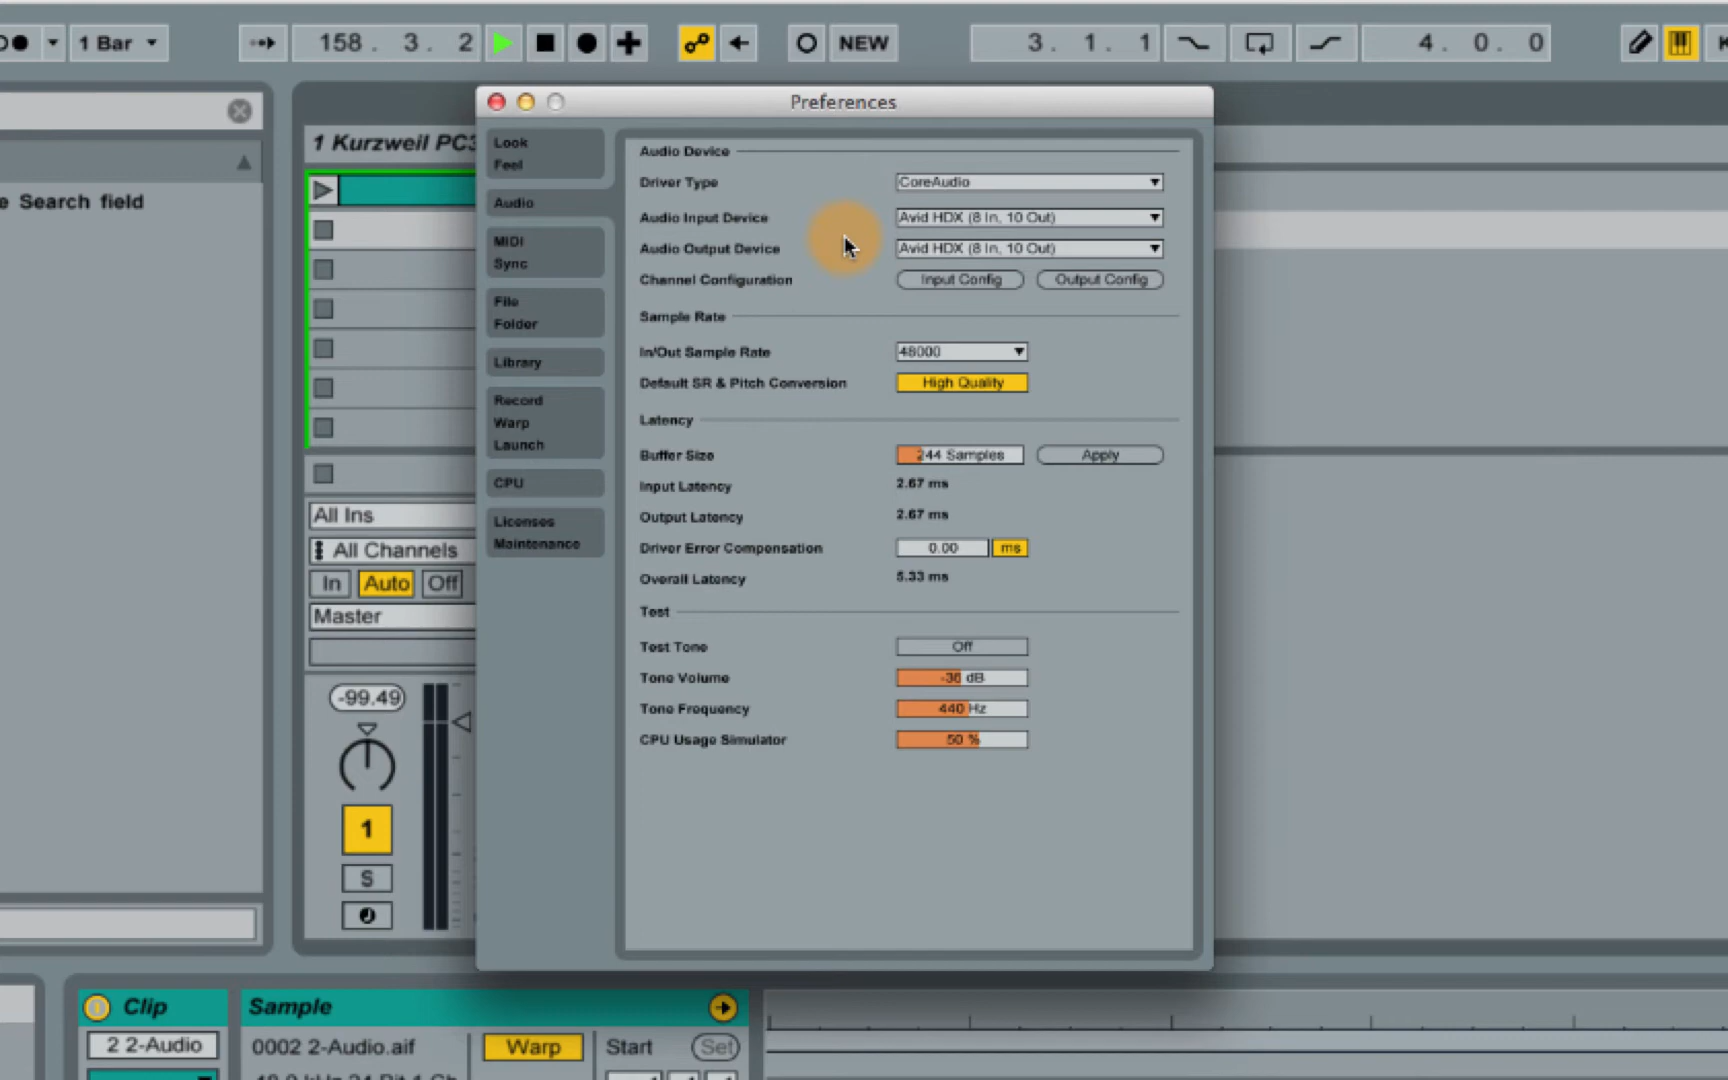 1 Bar
158 . 3 . 2
NEW
3 . 1 . 1
4 . 0 . 0
Preferences
e Search field
1 Kurzweil PC3
Look
Feel
Audio
MIDI
Sync
File
Folder
Library
Record
Warp
Launch
CPU
Licenses
Maintenance
Audio Device
Driver Type CoreAudio
Audio Input Device Avid HDX (8 In, 10 Out)
Audio Output Device Avid HDX (8 In, 10 Out)
Channel Configuration Input Config Output Config
Sample Rate
In/Out Sample Rate 48000
Default SR & Pitch Conversion High Quality
Latency
Buffer Size 244 Samples Apply
Input Latency 2.67 ms
Output Latency 2.67 ms
Driver Error Compensation 0.00 ms
Overall Latency 5.33 ms
Test
Test Tone Off
Tone Volume -36 dB
Tone Frequency 440 Hz
CPU Usage Simulator 50 %
All Ins
All Channels
In Auto Off
Master
-99.49
1
S
Clip
Sample
2 2-Audio
0002 2-Audio.aif
Warp
Start
Set